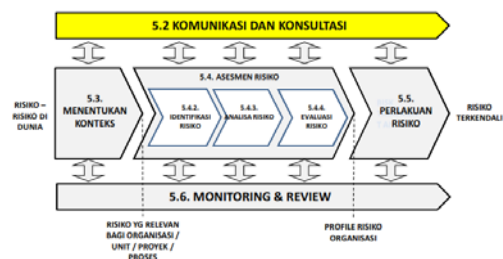 5.2 KOMUNIKASI DAN KONSULTASI
RISIKO –
RISIKO DI
DUNIA
5.3.
MENENTUKAN
KONTEKS
5.4. ASESMEN RISIKO
5.4.2.
IDENTIFIKASI
RISIKO
5.4.3.
ANALISA RISIKO
5.4.4.
EVALUASI
RISIKO
5.5.
PERLAKUAN
RISIKO
RISIKO
TERKENDALI
5.6. MONITORING & REVIEW
RISIKO YG RELEVAN
BAGI ORGANISASI /
UNIT / PROYEK /
PROSES
PROFILE RISIKO
ORGANISASI